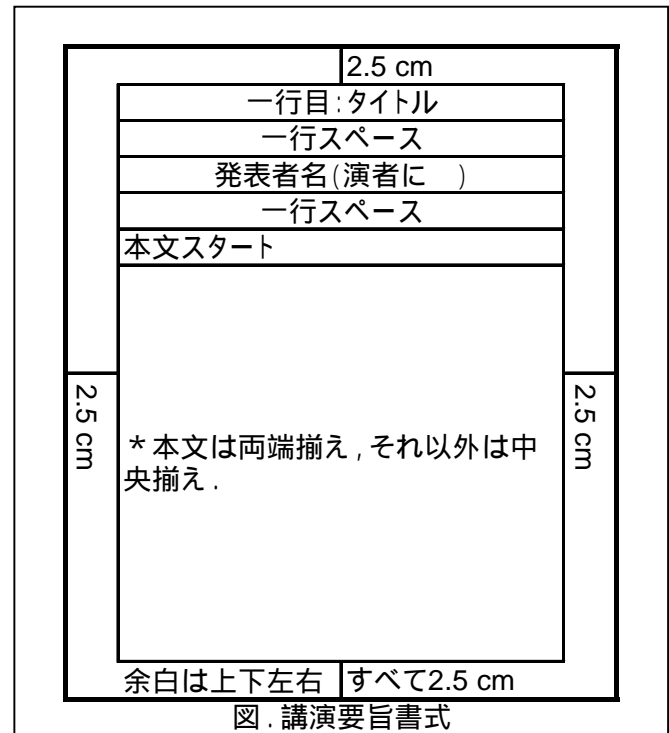 2.5 cm
一行目:タイトル
一行スペース
発表者名(演者に　)
一行スペース
本文スタート
2.5 cm
2.5 cm
＊本文は両端揃え,それ以外は中
央揃え.
余白は上下左右 すべて2.5 cm
図.講演要旨書式